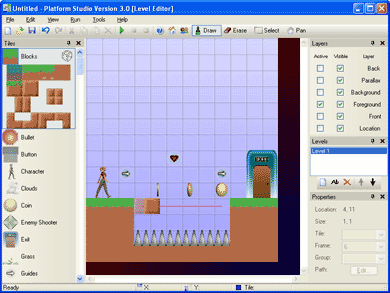 Untitled - Platform Studio Version 3.0 [Level Editor]
File Edit View Run Tools Help
Draw Erase Select Pan
Tiles
Blocks
Bullet
Button
Character
Clouds
Coin
Enemy Shooter
Exit
Grass
Guides
Layers
Active Visible Layer
Back
Parallax
Background
Foreground
Front
Location
Levels
Level 1
Properties
Location: 4, 11
Size: 1, 1
Tile:
Frame: 6
Group:
Path: Edit...
Ready X: Y: Tile: